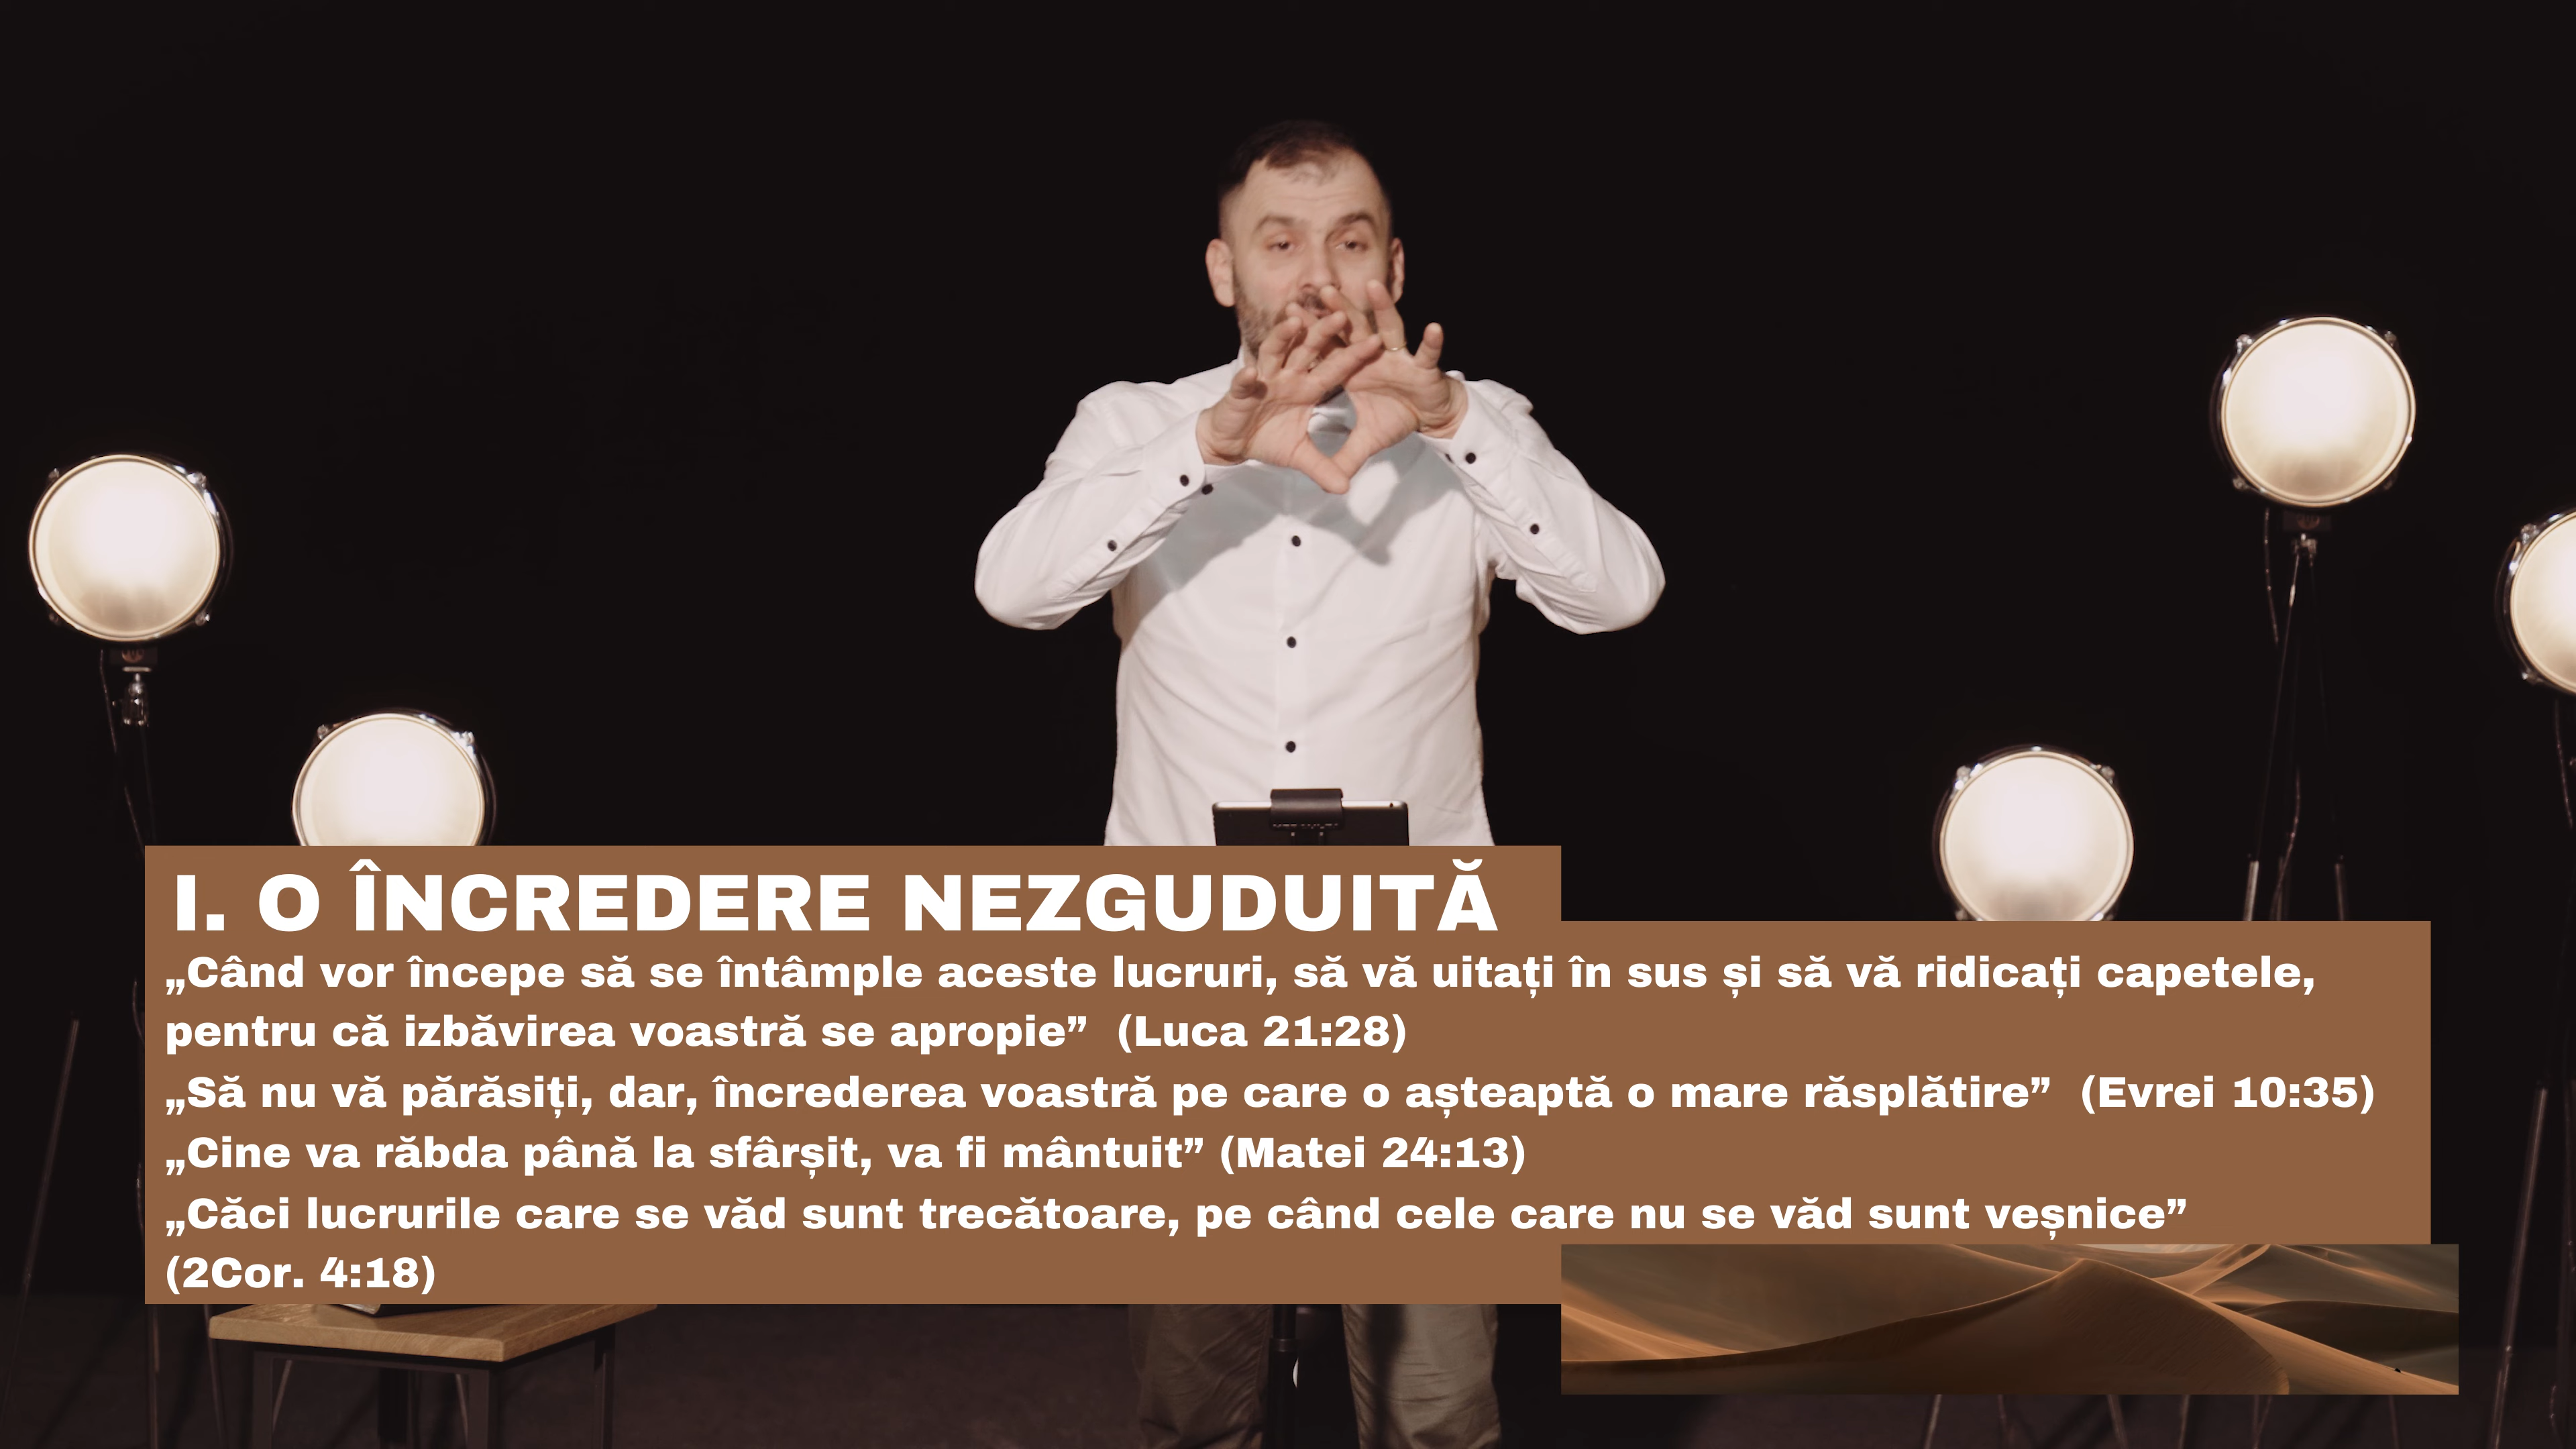 I. O ÎNCREDERE NEZGUDUITĂ
„Când vor începe să se întâmple aceste lucruri, să vă uitați în sus și să vă ridicați capetele,
pentru că izbăvirea voastră se apropie” (Luca 21:28)
„Să nu vă părăsiți, dar, încrederea voastră pe care o așteaptă o mare răsplătire” (Evrei 10:35)
„Cine va răbda până la sfârșit, va fi mântuit” (Matei 24:13)
„Căci lucrurile care se văd sunt trecătoare, pe când cele care nu se văd sunt veșnice”
(2Cor. 4:18)